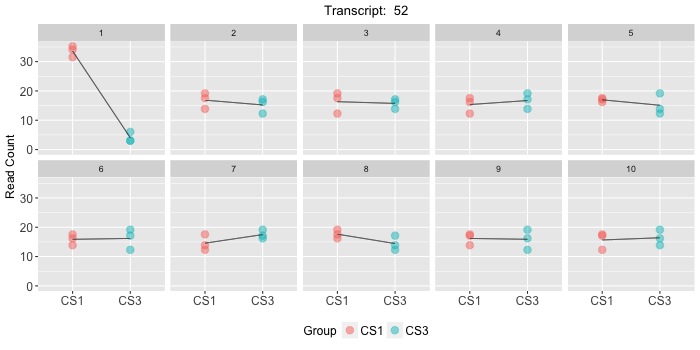 Transcript: 52
1 2 3 4 5
30
20
10
0
Read Count
6 7 8 9 10
30
20
10
0
CS1 CS3 CS1 CS3 CS1 CS3 CS1 CS3 CS1 CS3
Group CS1 CS3